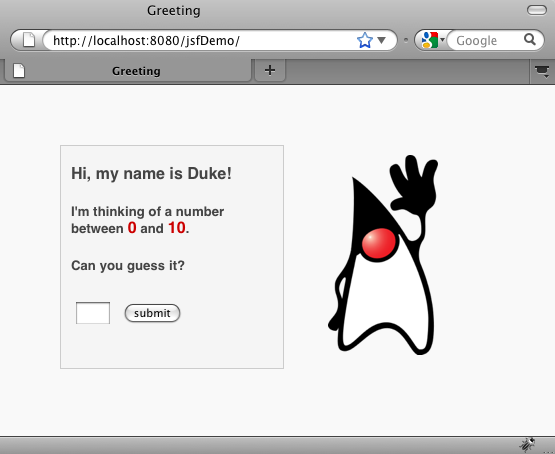 Greeting
http://localhost:8080/jsfDemo/
Google
Greeting
Hi, my name is Duke!
I'm thinking of a number
between 0 and 10.
Can you guess it?
submit